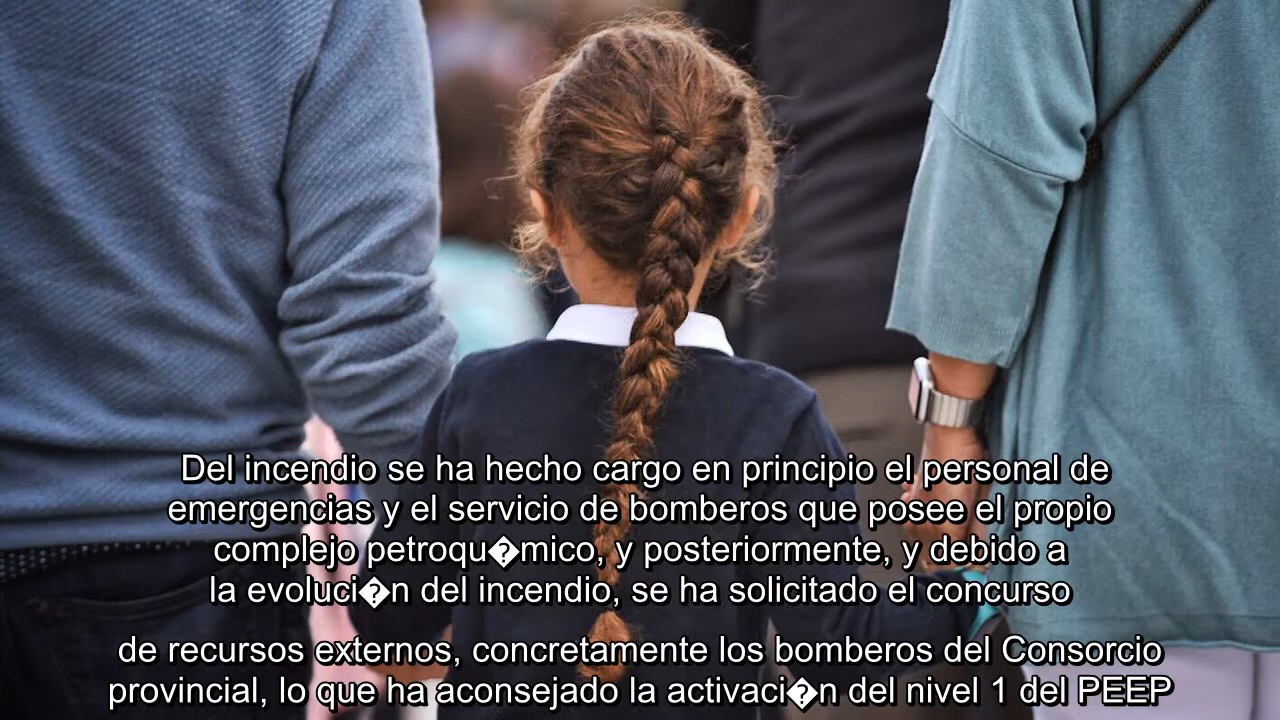 Del incendio se ha hecho cargo en principio el personal de
emergencias y el servicio de bomberos que posee el propio
complejo petroqu�mico, y posteriormente, y debido a
la evoluci�n del incendio, se ha solicitado el concurso
de recursos externos, concretamente los bomberos del Consorcio
provincial, lo que ha aconsejado la activaci�n del nivel 1 del PEEP